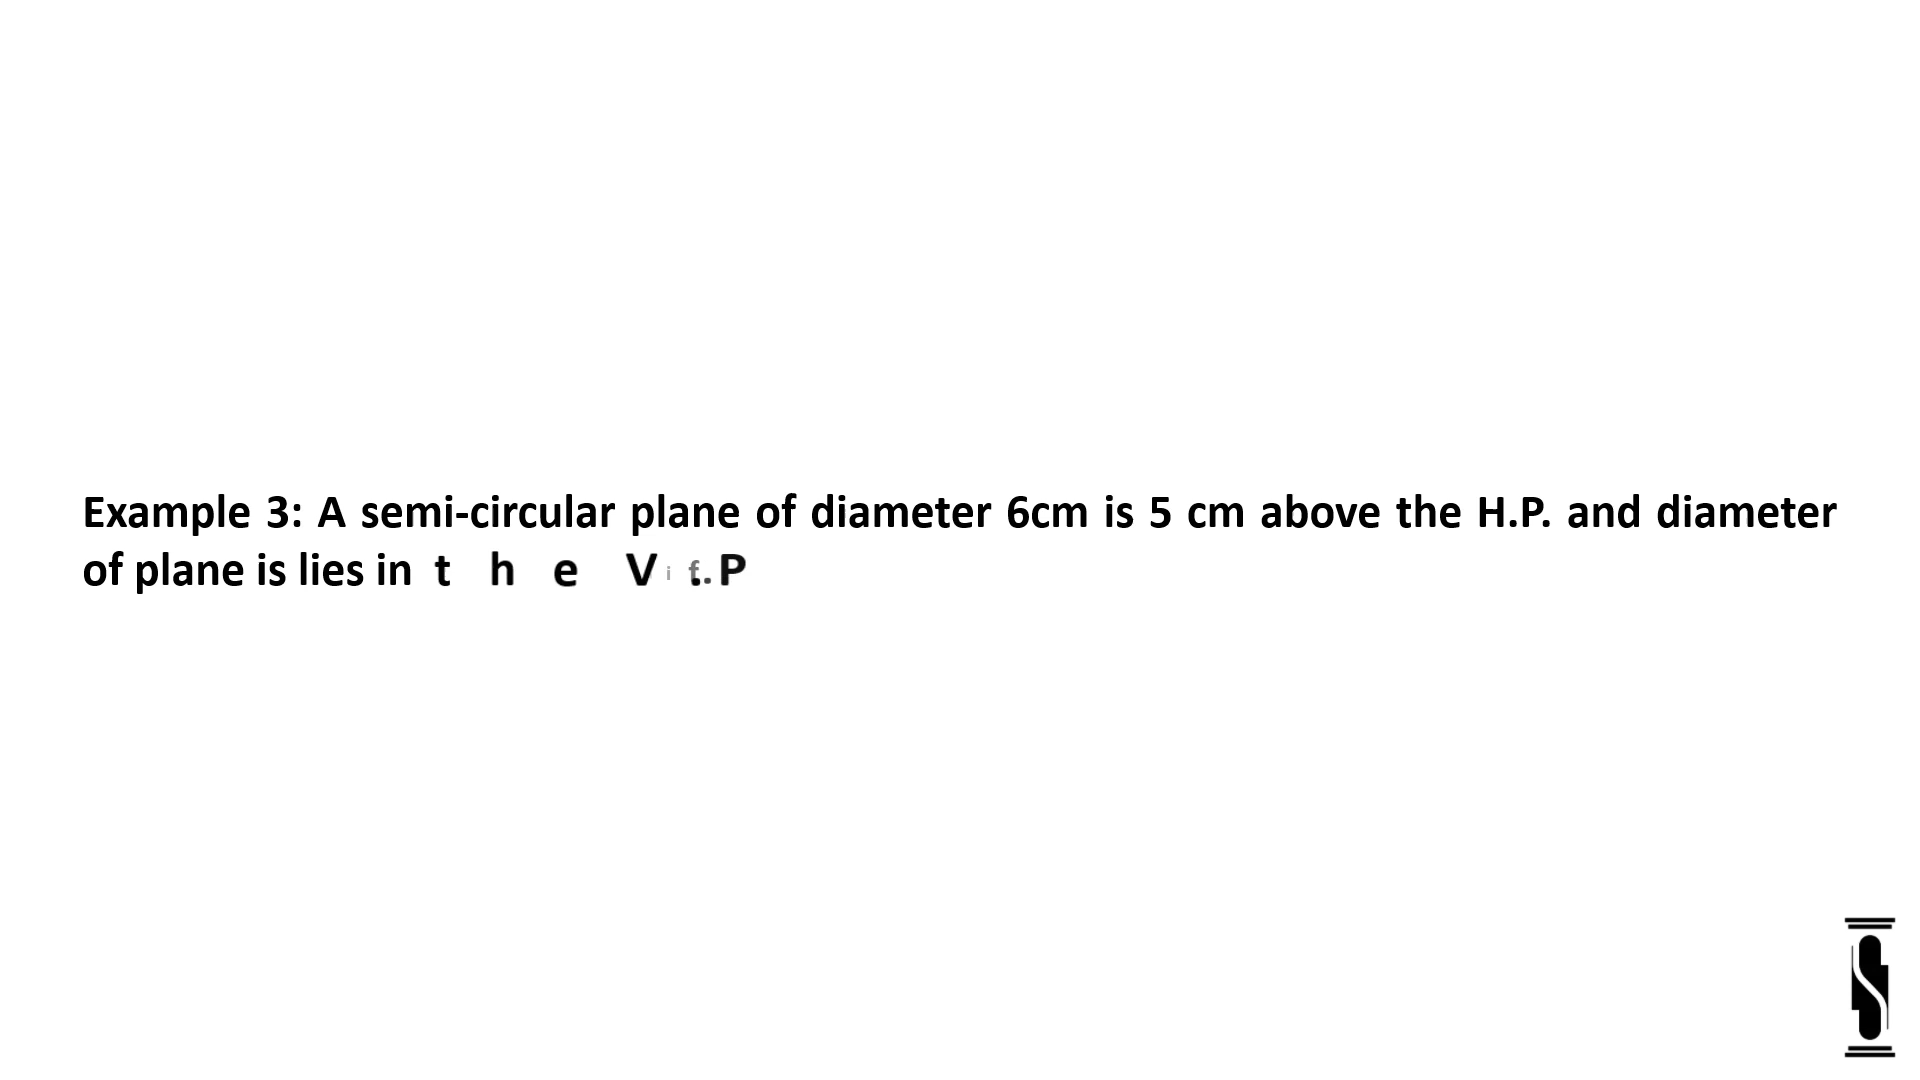 Example 3: A semi-circular plane of diameter 6cm is 5 cm above the H.P. and diameter
of plane is lies in the V